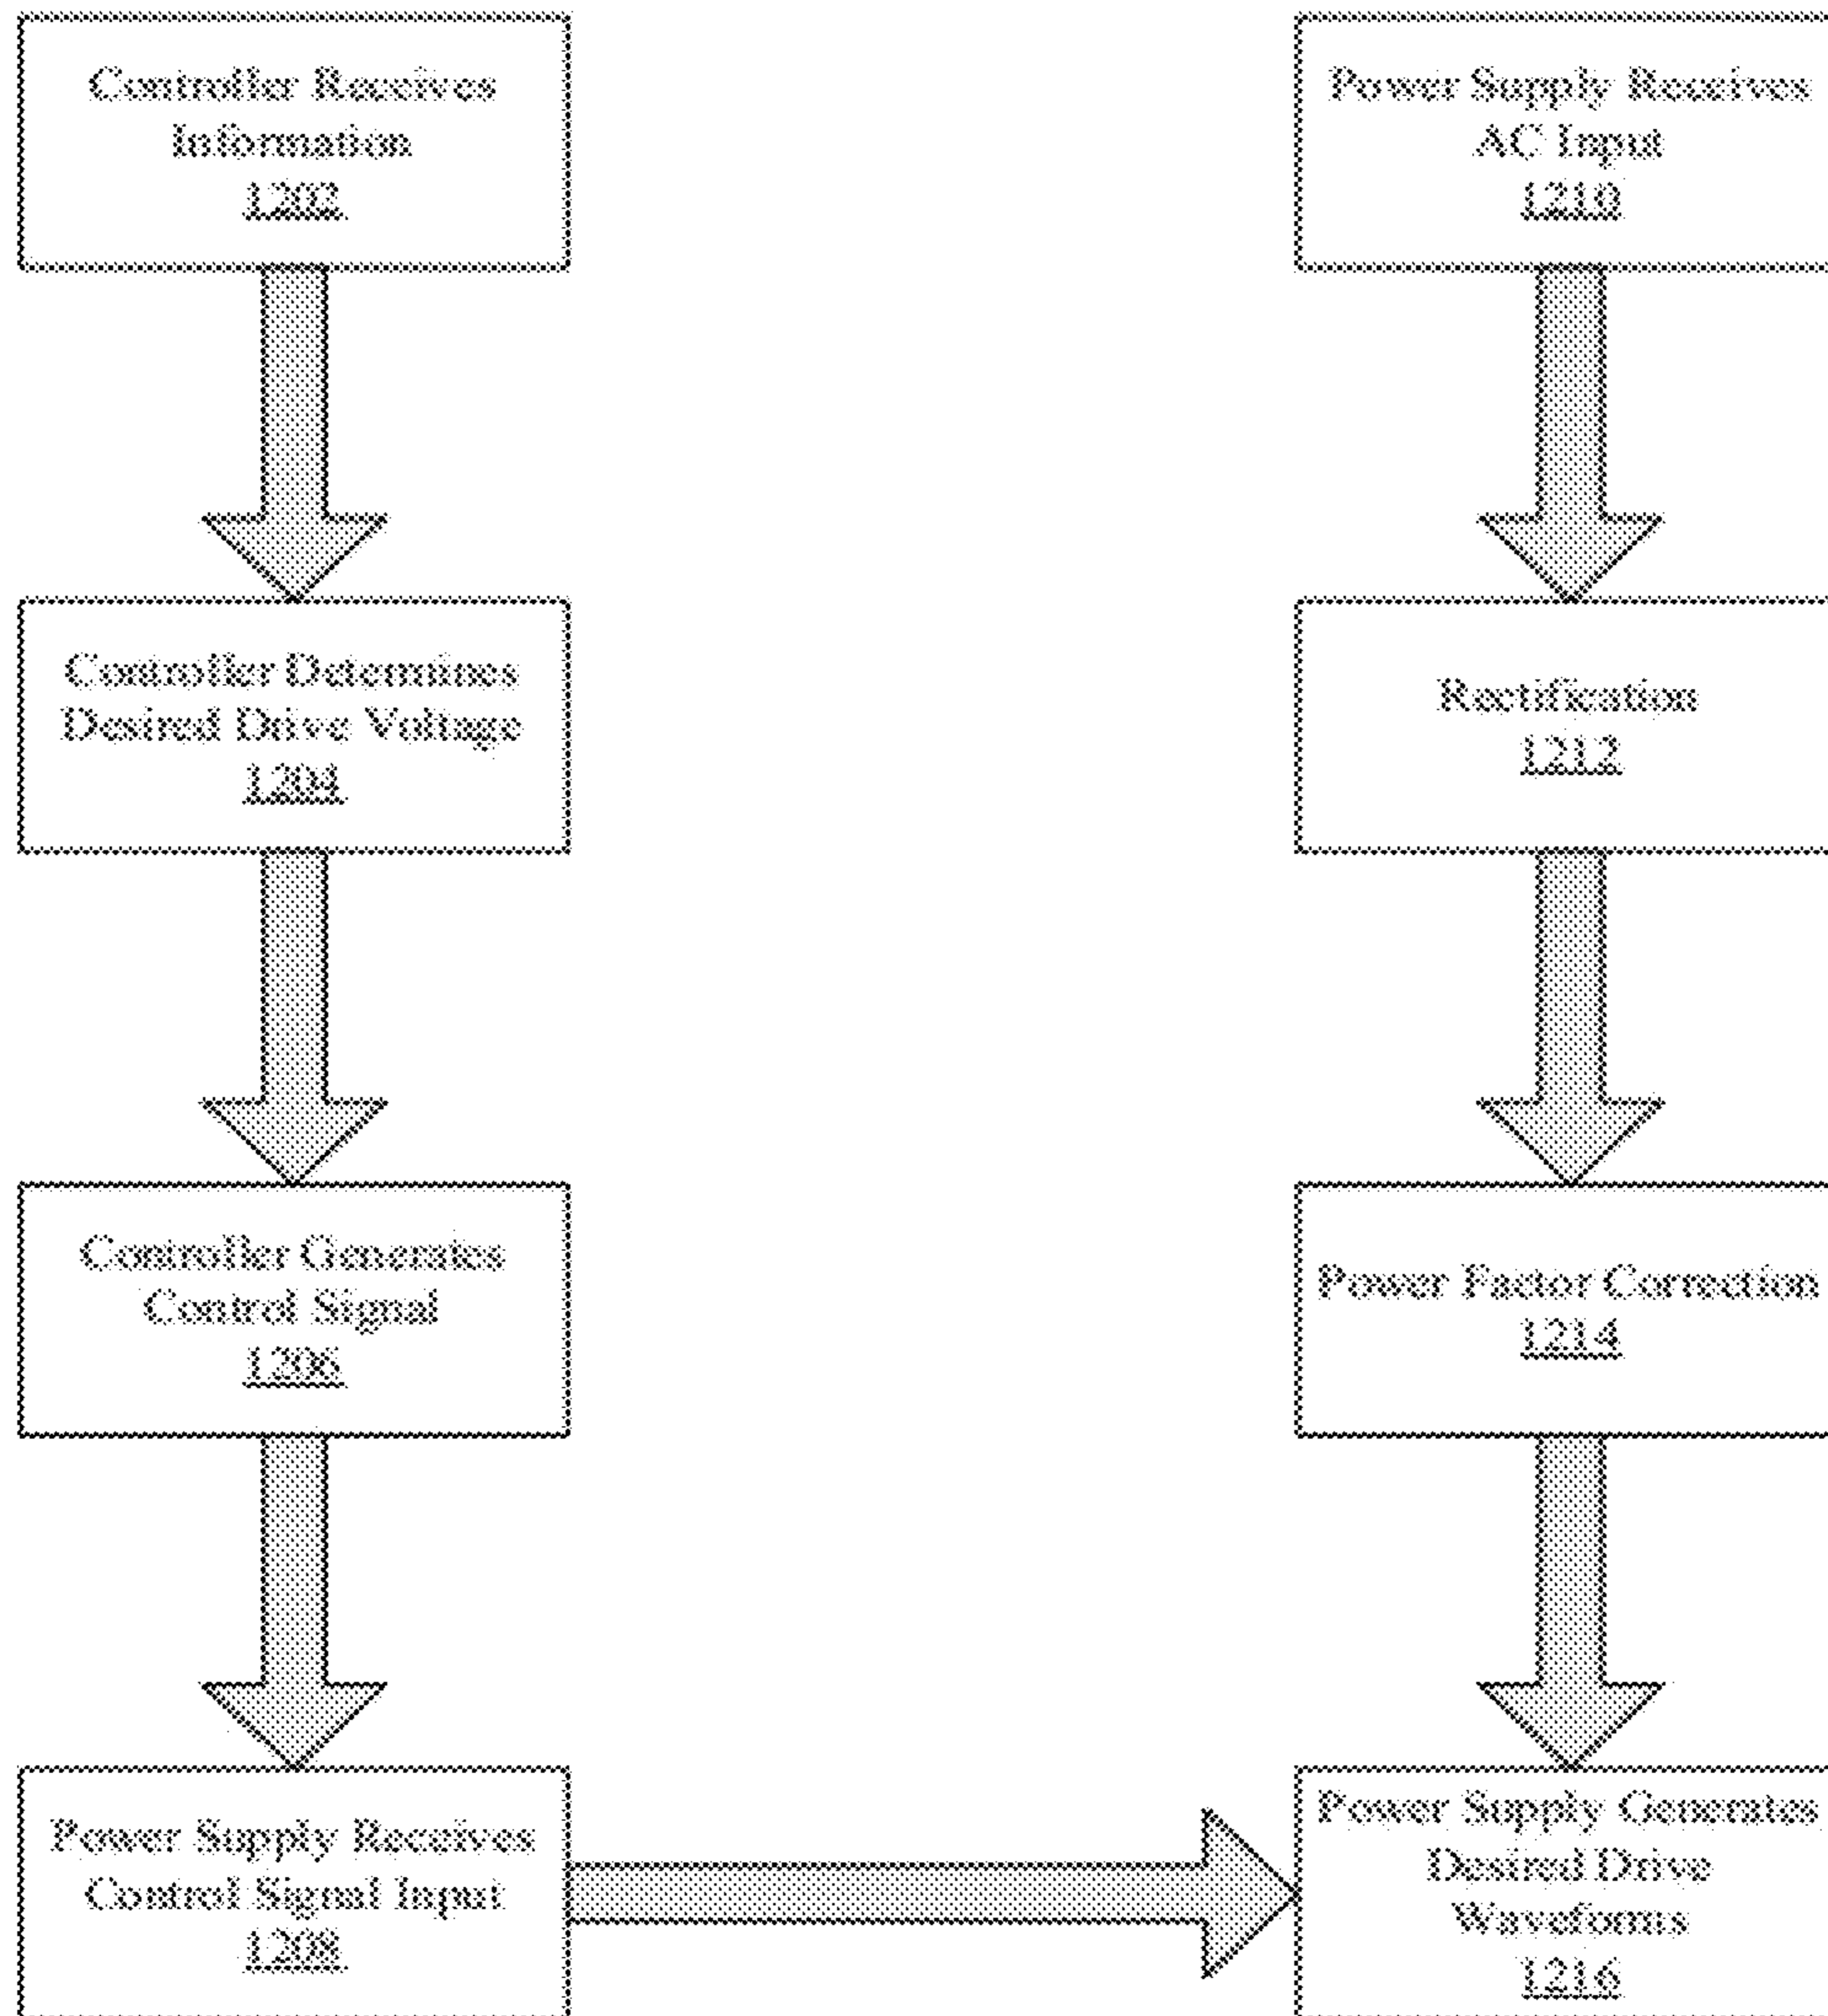 Controller Receives
Information
1202
Controller Determines
Desired Drive Voltage
1204
Controller Generates
Control Signal
1206
Power Supply Receives
Control Signal Input
1208
Power Supply Receives
AC Input
1210
Rectification
1212
Power Factor Correction
1214
Power Supply Generates
Desired Drive
Waveforms
1216